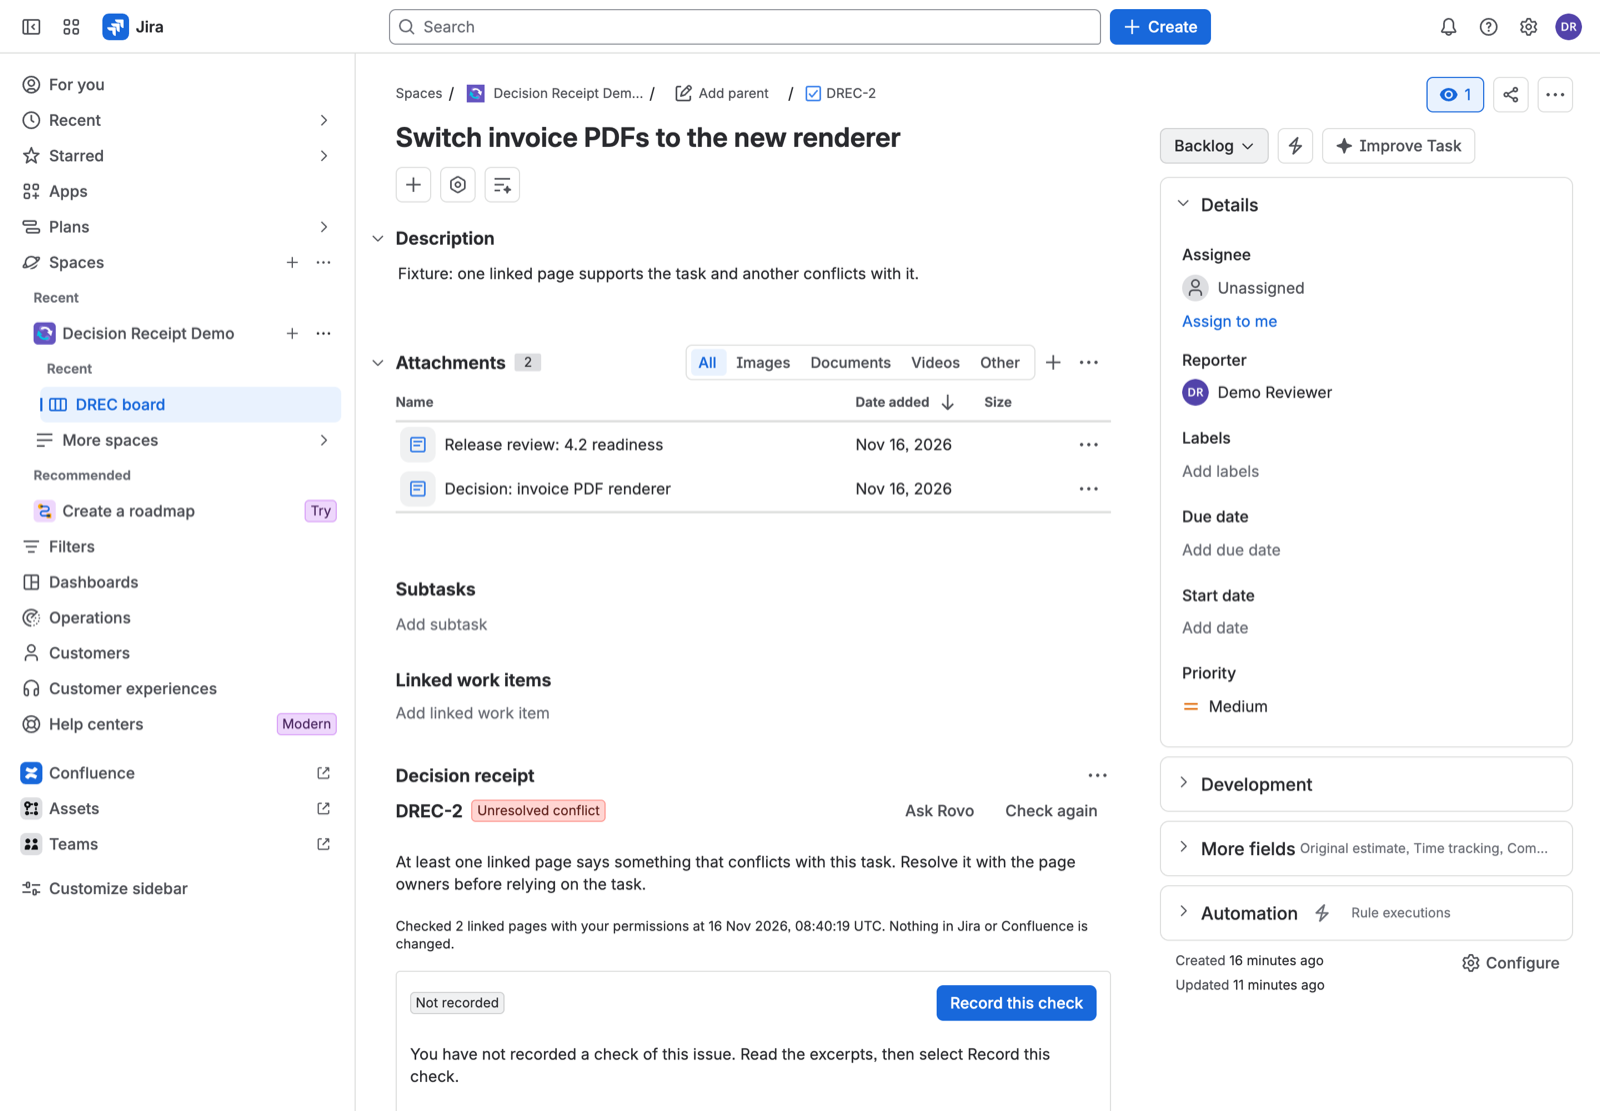 Jira
Search
Create
DR
For you
Recent
Starred
Apps
Plans
Spaces
Recent
Decision Receipt Demo
Recent
DREC board
More spaces
Recommended
Create a roadmap
Try
Filters
Dashboards
Operations
Customers
Customer experiences
Help centers
Modern
Confluence
Assets
Teams
Customize sidebar
Spaces / Decision Receipt Dem... / Add parent / DREC-2
Switch invoice PDFs to the new renderer
Description
Fixture: one linked page supports the task and another conflicts with it.
Attachments 2
All Images Documents Videos Other
Name Date added Size
Release review: 4.2 readiness Nov 16, 2026
Decision: invoice PDF renderer Nov 16, 2026
Subtasks
Add subtask
Linked work items
Add linked work item
Decision receipt
DREC-2 Unresolved conflict Ask Rovo Check again
At least one linked page says something that conflicts with this task. Resolve it with the page
owners before relying on the task.
Checked 2 linked pages with your permissions at 16 Nov 2026, 08:40:19 UTC. Nothing in Jira or Confluence is
changed.
Not recorded
Record this check
You have not recorded a check of this issue. Read the excerpts, then select Record this
check.
1
Backlog
Improve Task
Details
Assignee
Unassigned
Assign to me
Reporter
DR Demo Reviewer
Labels
Add labels
Due date
Add due date
Start date
Add date
Priority
Medium
Development
More fields Original estimate, Time tracking, Com...
Automation Rule executions
Created 16 minutes ago
Updated 11 minutes ago
Configure